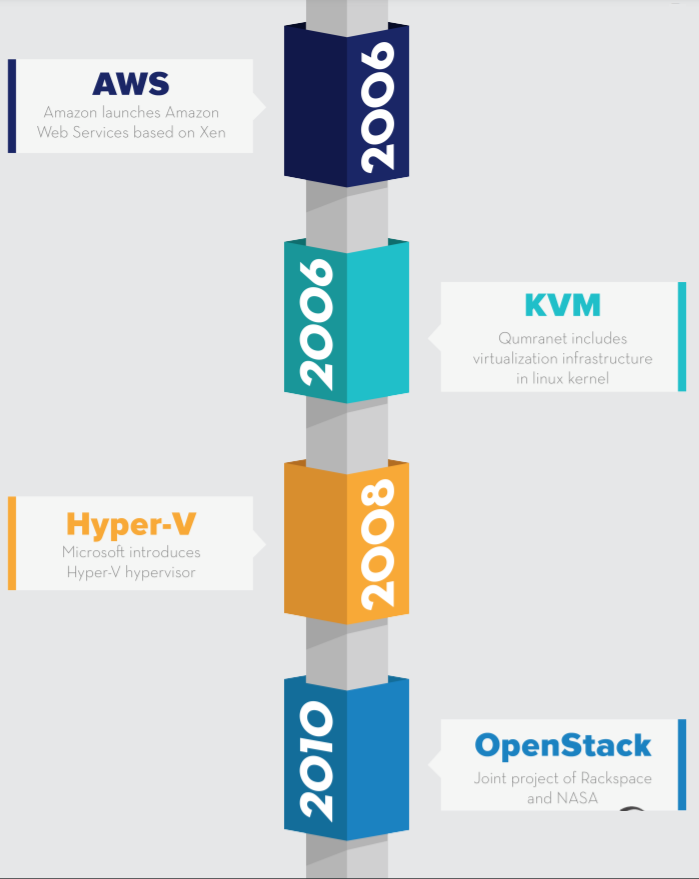 2006
AWS
Amazon launches Amazon
Web Services based on Xen
2006
KVM
Qumranet includes
virtualization infrastructure
in linux kernel
2008
Hyper-V
Microsoft introduces
Hyper-V hypervisor
2010
OpenStack
Joint project of Rackspace
and NASA